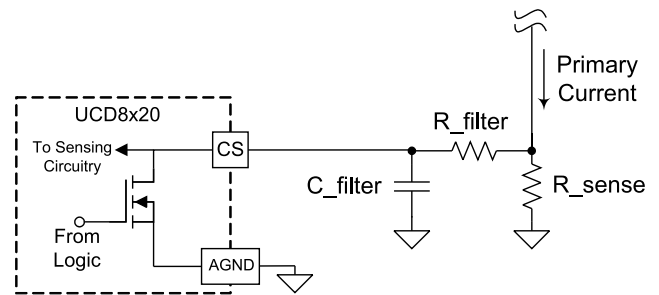 Primary
Current
UCD8x20
R_filter
To Sensing
Circuitry
CS
C_filter
R_sense
From
Logic
AGND